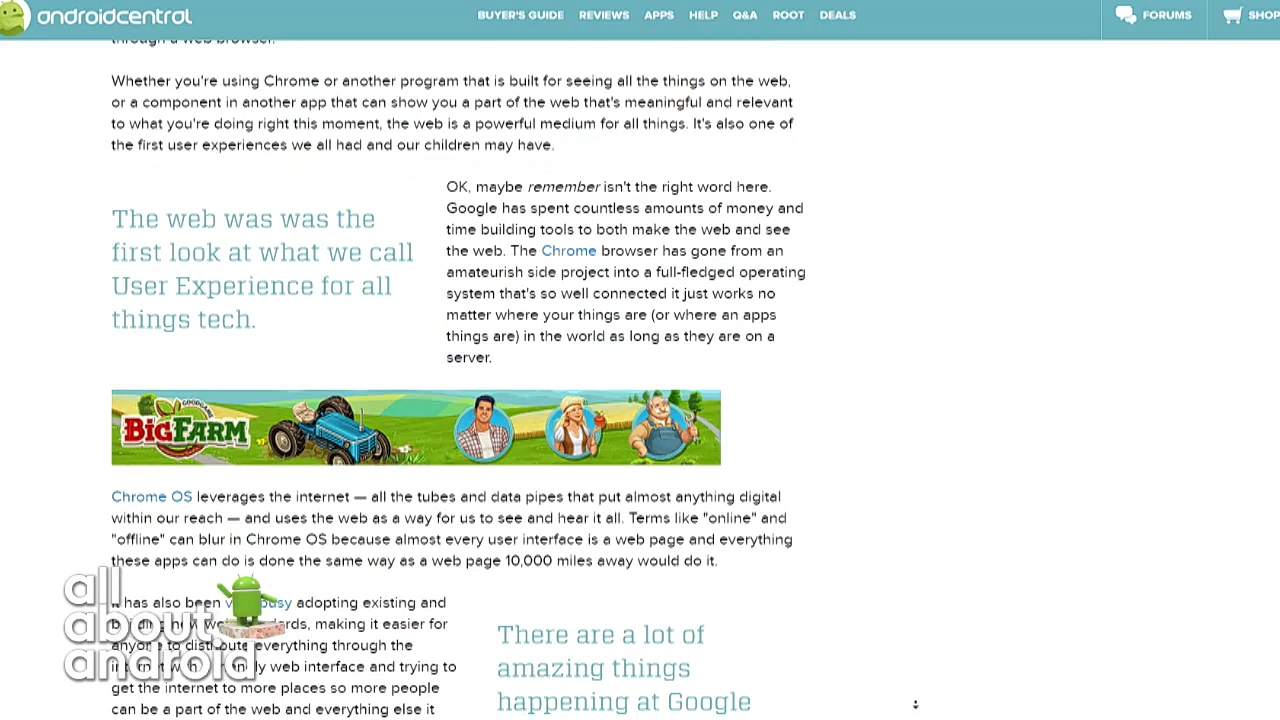 androidcentral
BUYER'S GUIDE REVIEWS APPS HELP Q&A ROOT DEALS
FORUMS
SHOP
through a web browser.
Whether you're using Chrome or another program that is built for seeing all the things on the web,
or a component in another app that can show you a part of the web that's meaningful and relevant
to what you're doing right this moment, the web is a powerful medium for all things. It's also one of
the first user experiences we all had and our children may have.
The web was was the
first look at what we call
User Experience for all
things tech.
OK, maybe remember isn't the right word here.
Google has spent countless amounts of money and
time building tools to both make the web and see
the web. The Chrome browser has gone from an
amateurish side project into a full-fledged operating
system that's so well connected it just works no
matter where your things are (or where an apps
things are) in the world as long as they are on a
server.
GOODGAME
BIGFARM
Chrome OS leverages the internet — all the tubes and data pipes that put almost anything digital
within our reach — and uses the web as a way for us to see and hear it all. Terms like "online" and
"offline" can blur in Chrome OS because almost every user interface is a web page and everything
these apps can do is done the same way as a web page 10,000 miles away would do it.
It has also been busy adopting existing and
new making it easier for
anyone to distribute everything through the
web interface and trying to
get the internet to more places so more people
can be a part of the web and everything else it
There are a lot of
amazing things
happening at Google
all
about
android